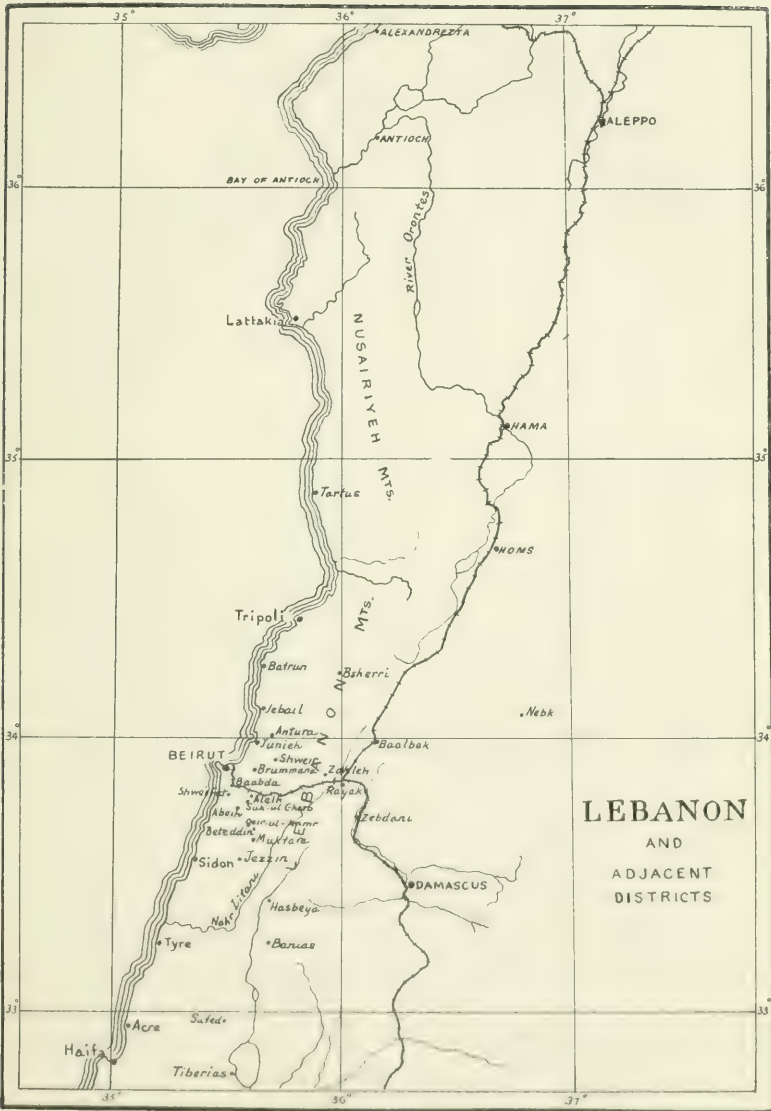 35° 36° 37°
ALEXANDRETTA
ALEPPO
ANTIOCH
BAY OF ANTIOCH
36° 36°
River Orontes
Lattakia
NUSAIRIYEH MTS.
HAMA
35° 35°
Tartus
HOMS
Tripoli
LEBANON Mts.
Batrun
Bsherri
Jebail
Nebk
34° 34°
Antura
Junieh
Baalbek
BEIRUT
Shweir
Brummana
Zahleh
Baabda
Rayak
Shweifat
Aleih
Suk-ul-Gharb
Abeih
Deir-ul-Kamr
Zebdani
Beteddin
Muktara
LEBANON
AND
ADJACENT
DISTRICTS
Sidon
Jezzin
DAMASCUS
Nahr Litani
Hasbeya
Tyre
Banias
33° 33°
Acre
Safed
Haifa
Tiberias
35° 36° 37°